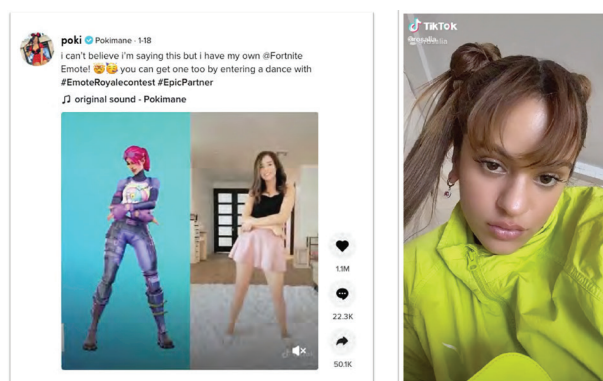 poki Pokimane · 1-18
i can't believe i'm saying this but i have my own @Fortnite
Emote! 🤯🥳 you can get one too by entering a dance with
#EmoteRoyalecontest #EpicPartner
original sound - Pokimane
1.1M
22.3K
50.1K
TikTok